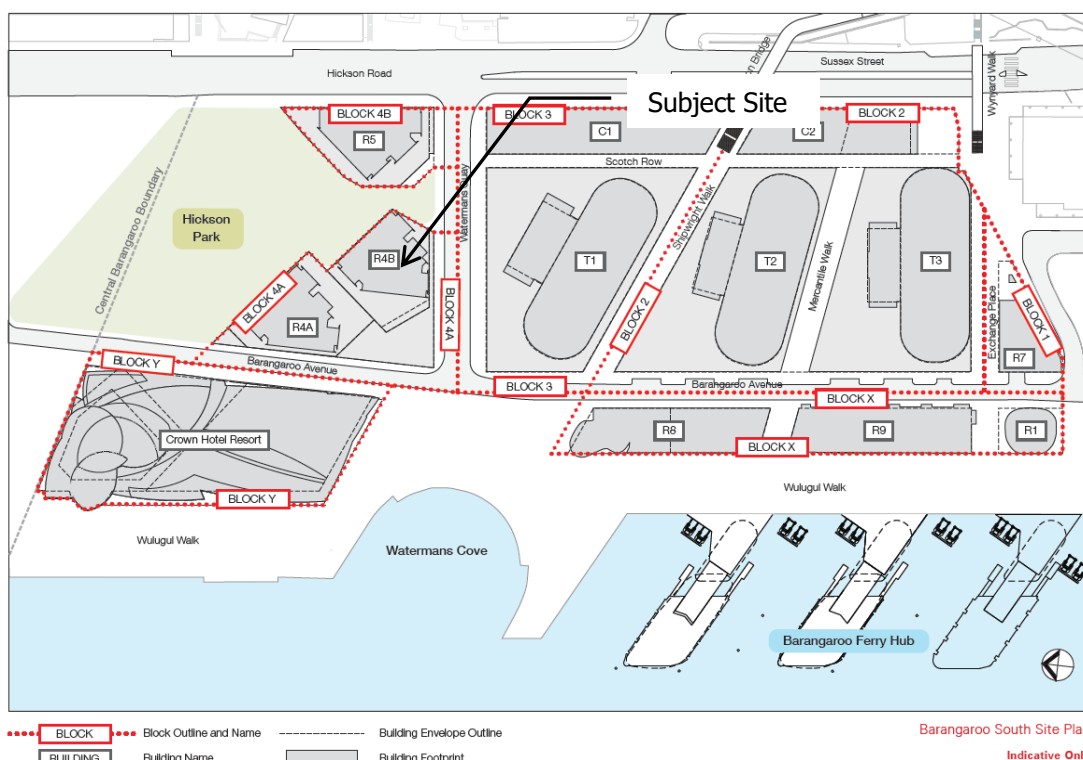 Hickson Road
Sussex Street
Wynyard Walk
Subject Site
BLOCK 4B
BLOCK 3
BLOCK 2
R5
C1
C2
Scotch Row
Watermans Quay
Shipwright Walk
Mercantile Walk
Central Barangaroo Boundary
Hickson
Park
R4B
T1
T2
T3
BLOCK 4A
BLOCK 4A
BLOCK 2
Exchange Place
BLOCK 1
R4A
R7
BLOCK Y
Barangaroo Avenue
BLOCK 3
Barangaroo Avenue
BLOCK X
Crown Hotel Resort
R8
R9
R1
BLOCK X
BLOCK Y
Wulugul Walk
Wulugul Walk
Watermans Cove
Barangaroo Ferry Hub
BLOCK Block Outline and Name Building Envelope Outline
BUILDING Building Name Building Footprint
Barangaroo South Site Pla
Indicative Onl